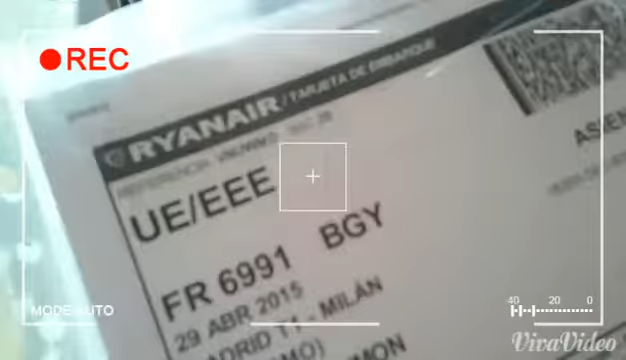 REC
RYANAIR / TARJETA DE EMBARQUE
UE/EEE
FR 6991 BGY
29 ABR 2015
MADRID T1 - MILÁN
MODE AUTO
40 20 0
VivaVideo